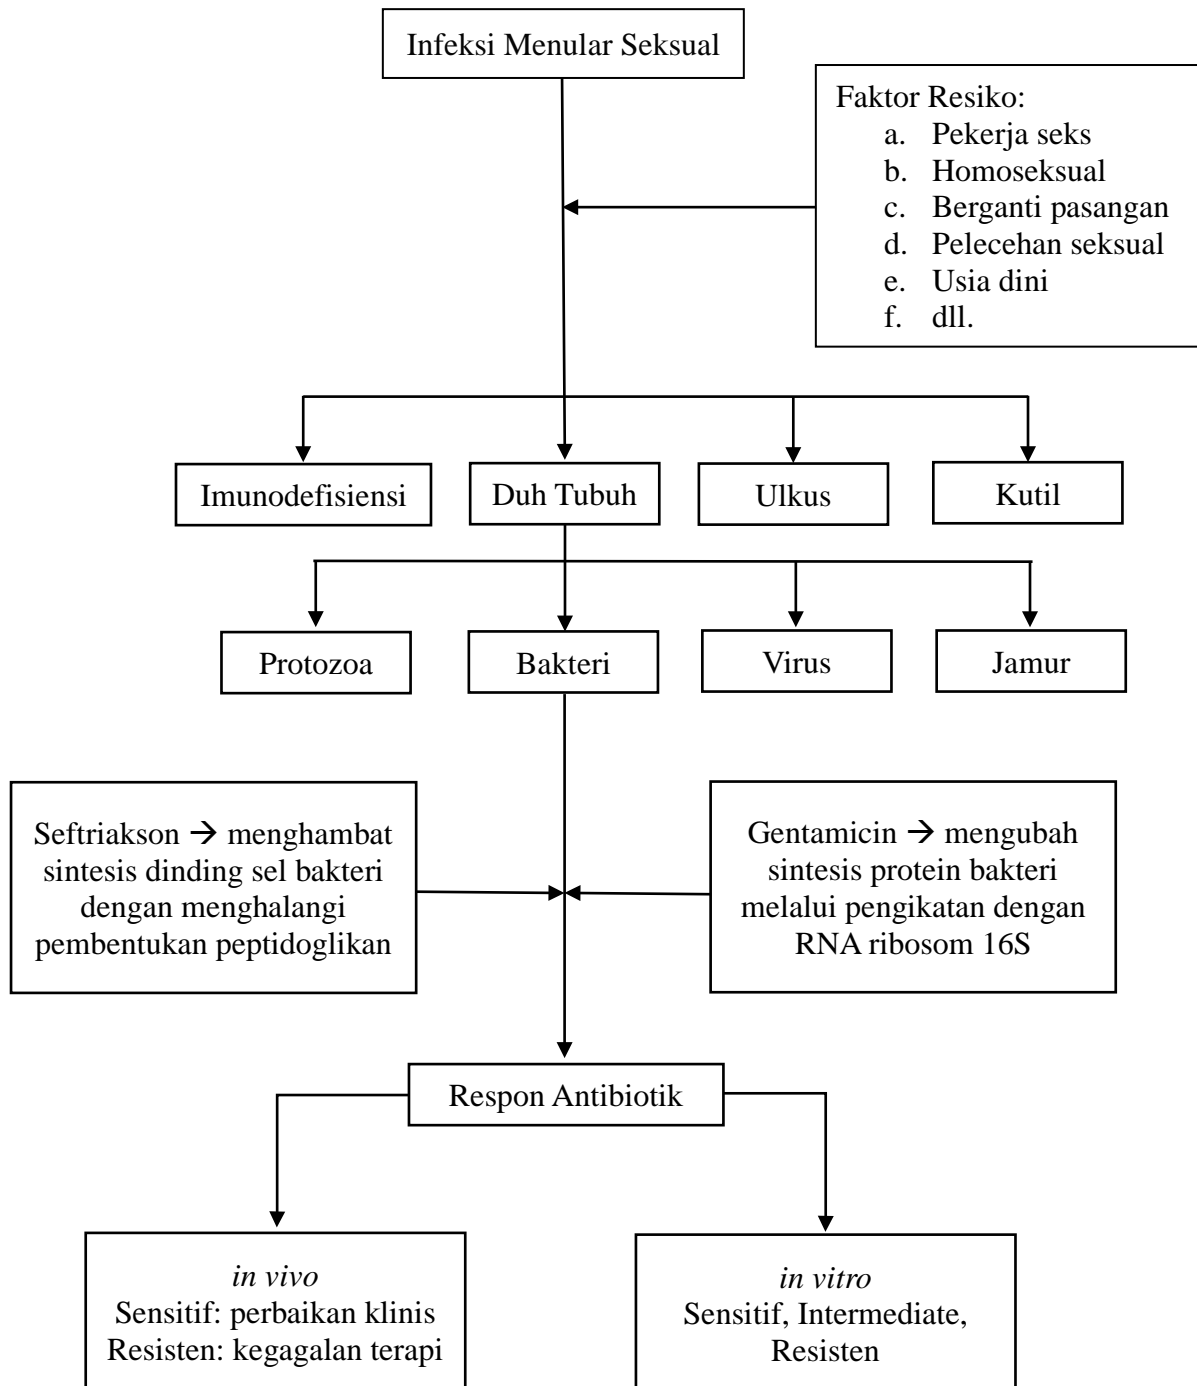 Infeksi Menular Seksual
Faktor Resiko:
a. Pekerja seks
b. Homoseksual
c. Berganti pasangan
d. Pelecehan seksual
e. Usia dini
f. dll.
Imunodefisiensi
Duh Tubuh
Ulkus
Kutil
Protozoa
Bakteri
Virus
Jamur
Seftriakson → menghambat
sintesis dinding sel bakteri
dengan menghalangi
pembentukan peptidoglikan
Gentamicin → mengubah
sintesis protein bakteri
melalui pengikatan dengan
RNA ribosom 16S
Respon Antibiotik
in vivo
Sensitif: perbaikan klinis
Resisten: kegagalan terapi
in vitro
Sensitif, Intermediate,
Resisten